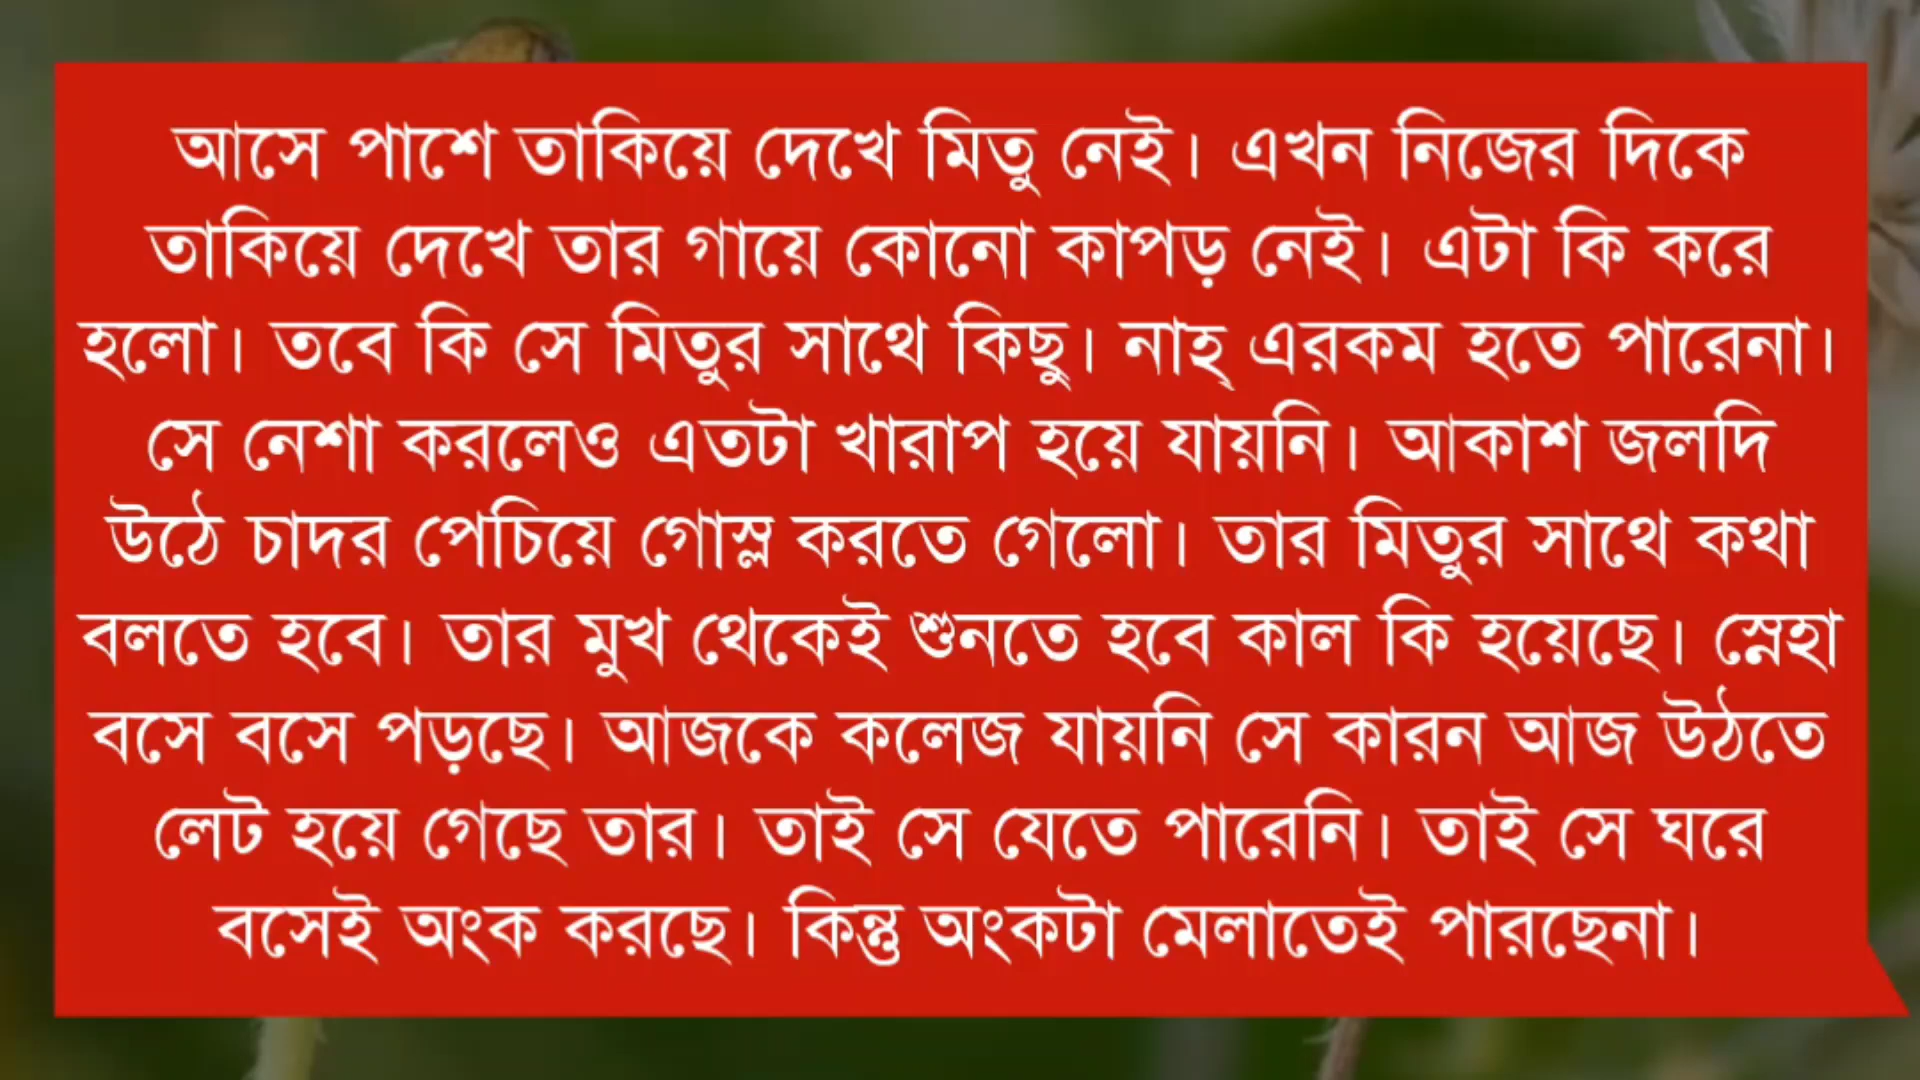 আসে পাশে তাকিয়ে দেখে মিতু নেই। এখন নিজের দিকে
তাকিয়ে দেখে তার গায়ে কোনো কাপড় নেই। এটা কি করে
হলো। তবে কি সে মিতুর সাথে কিছু। নাহ্ এরকম হতে পারেনা।
সে নেশা করলেও এতটা খারাপ হয়ে যায়নি। আকাশ জলদি
উঠে চাদর পেচিয়ে গোস্ল করতে গেলো। তার মিতুর সাথে কথা
বলতে হবে। তার মুখ থেকেই শুনতে হবে কাল কি হয়েছে। স্নেহা
বসে বসে পড়ছে। আজকে কলেজ যায়নি সে কারন আজ উঠতে
লেট হয়ে গেছে তার। তাই সে যেতে পারেনি। তাই সে ঘরে
বসেই অংক করছে। কিন্তু অংকটা মেলাতেই পারছেনা।